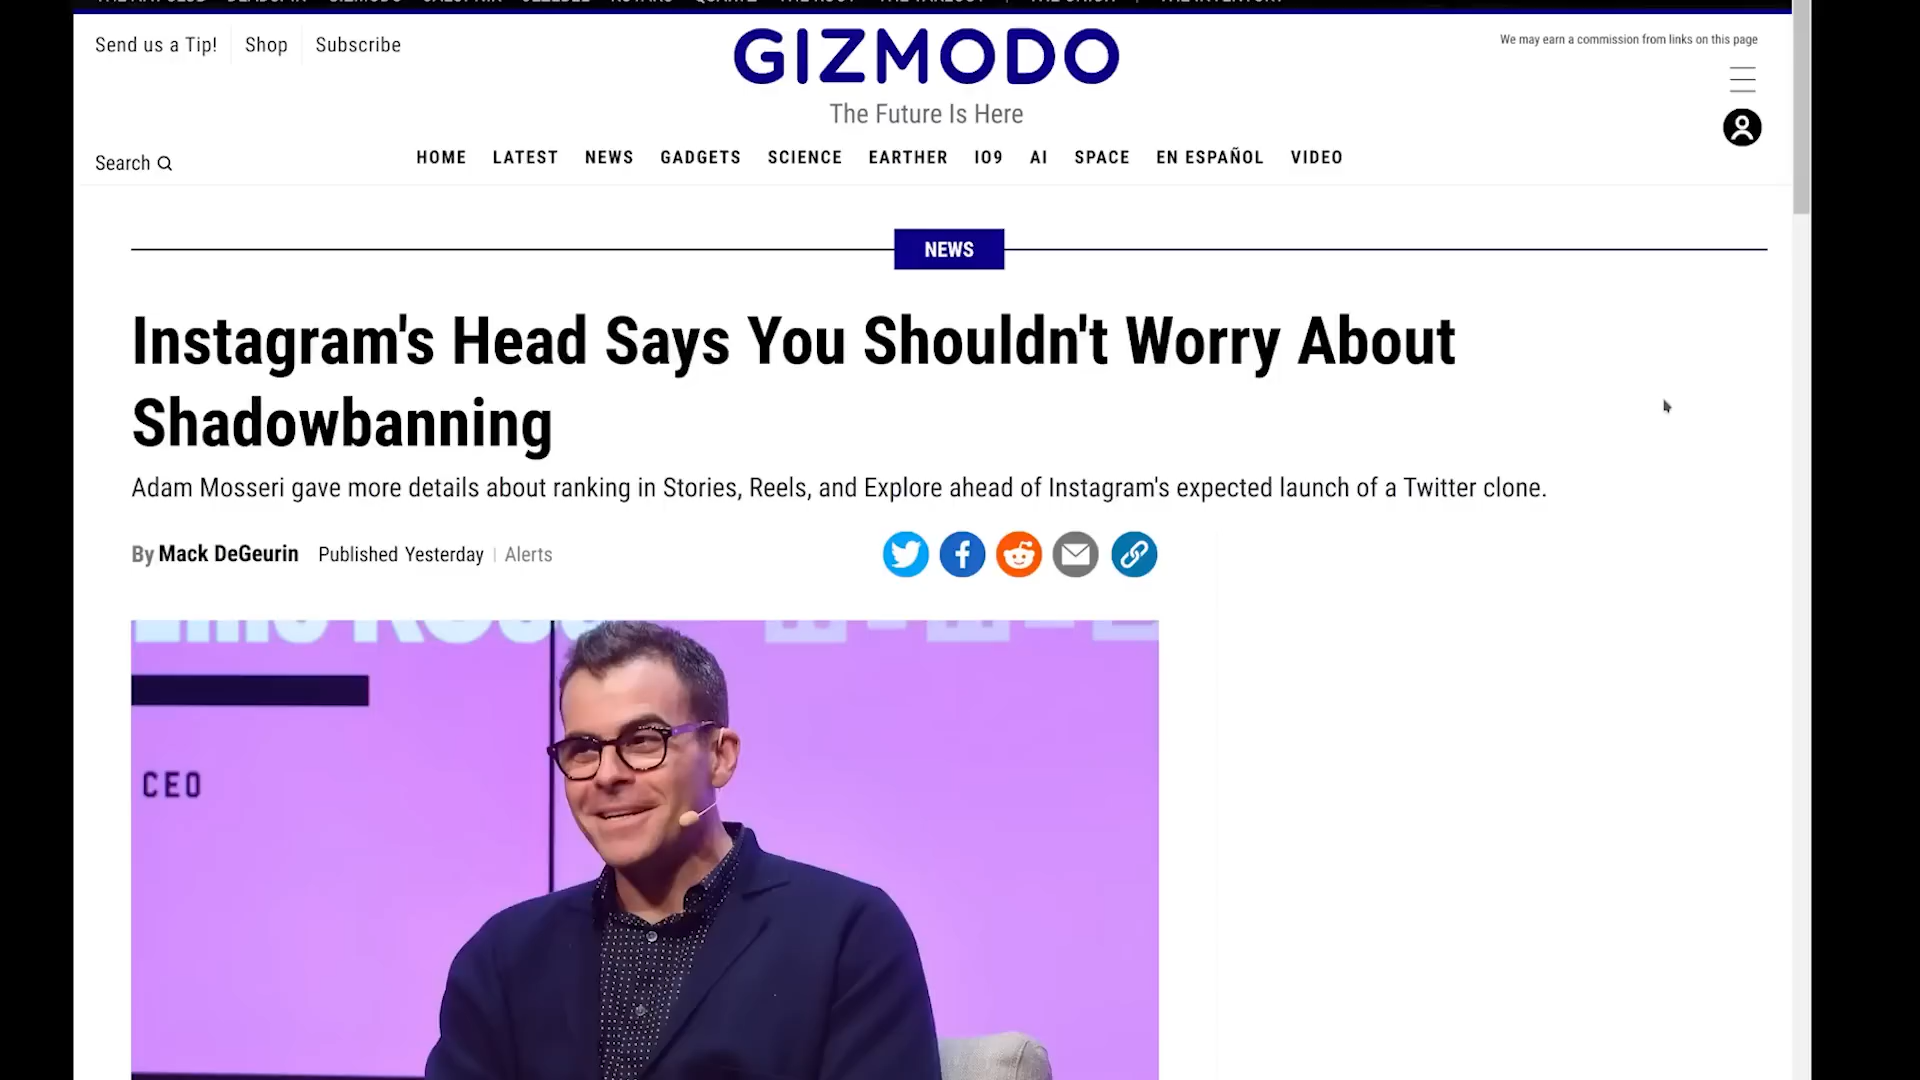 Send us a Tip!
Shop
Subscribe
GIZMODO
We may earn a commission from links on this page
The Future Is Here
Search
HOME LATEST NEWS GADGETS SCIENCE EARTHER IO9 AI SPACE EN ESPAÑOL VIDEO
NEWS
Instagram's Head Says You Shouldn't Worry About
Shadowbanning
Adam Mosseri gave more details about ranking in Stories, Reels, and Explore ahead of Instagram's expected launch of a Twitter clone.
By Mack DeGeurin Published Yesterday | Alerts
CEO